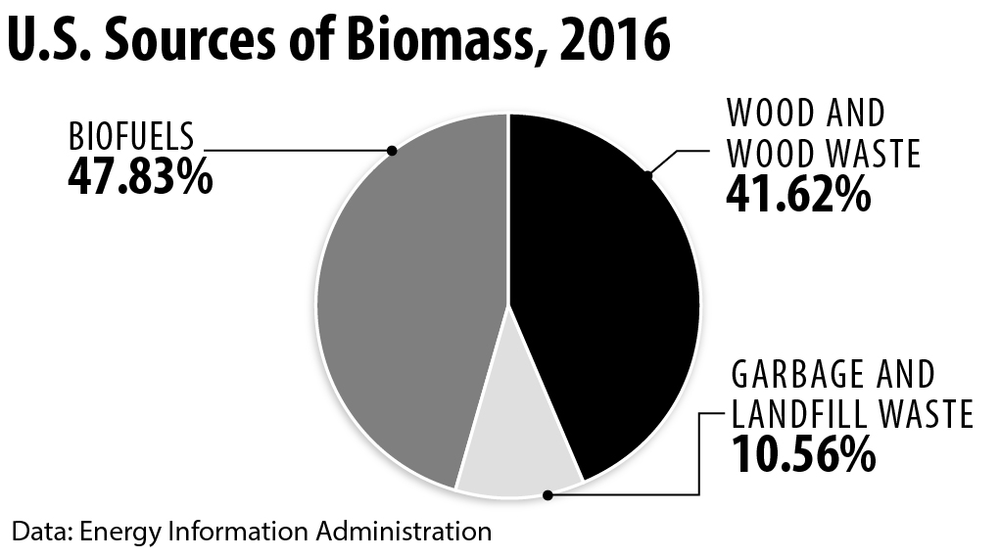 U.S. Sources of Biomass, 2016
BIOFUELS
47.83%
WOOD AND
WOOD WASTE
41.62%
GARBAGE AND
LANDFILL WASTE
10.56%
Data: Energy Information Administration